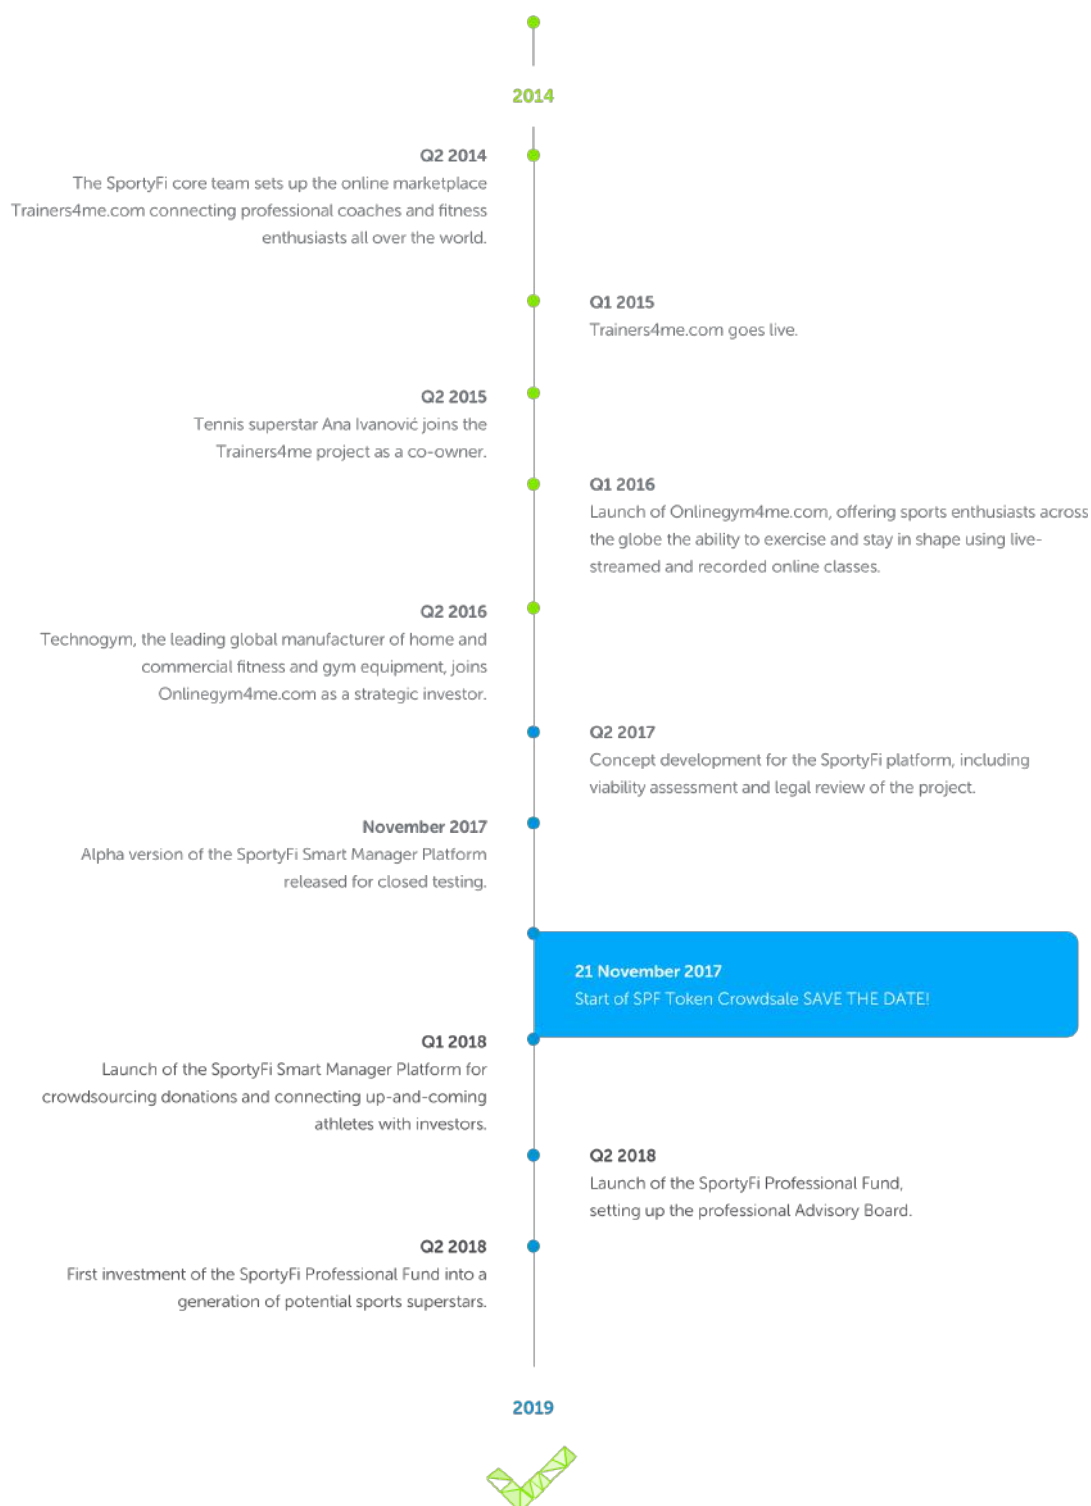 2014
Q2 2014
The SportyFi core team sets up the online marketplace
Trainers4me.com connecting professional coaches and fitness
enthusiasts all over the world.
Q1 2015
Trainers4me.com goes live.
Q2 2015
Tennis superstar Ana Ivanović joins the
Trainers4me project as a co-owner.
Q1 2016
Launch of Onlinegym4me.com, offering sports enthusiasts across
the globe the ability to exercise and stay in shape using live-
streamed and recorded online classes.
Q2 2016
Technogym, the leading global manufacturer of home and
commercial fitness and gym equipment, joins
Onlinegym4me.com as a strategic investor.
Q2 2017
Concept development for the SportyFi platform, including
viability assessment and legal review of the project.
November 2017
Alpha version of the SportyFi Smart Manager Platform
released for closed testing.
21 November 2017
Start of SPF Token Crowdsale SAVE THE DATE!
Q1 2018
Launch of the SportyFi Smart Manager Platform for
crowdsourcing donations and connecting up-and-coming
athletes with investors.
Q2 2018
Launch of the SportyFi Professional Fund,
setting up the professional Advisory Board.
Q2 2018
First investment of the SportyFi Professional Fund into a
generation of potential sports superstars.
2019